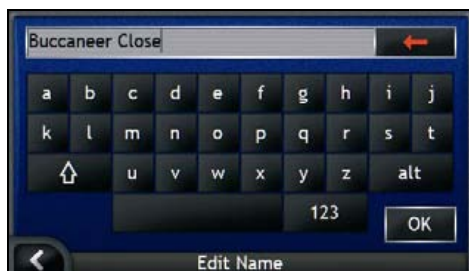 Buccaneer Close
a b c d e f g h i j
k l m n o p q r s t
u v w x y z alt
123
OK
Edit Name